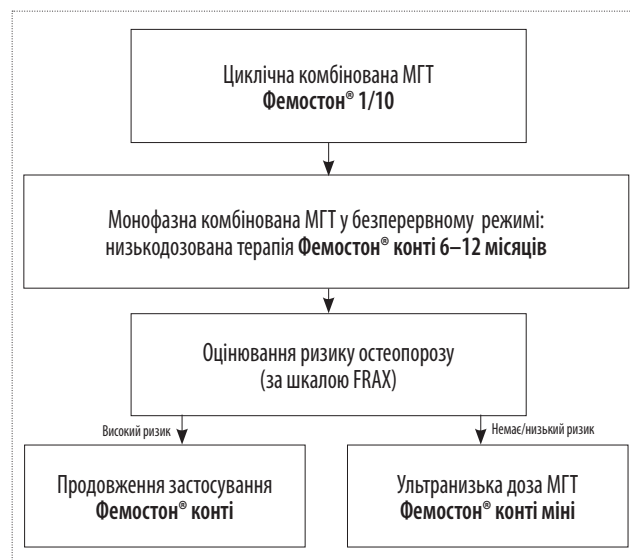 Циклічна комбінована МГТ
Фемостон® 1/10
Монофазна комбінована МГТ у безперервному режимі:
низькодозована терапія Фемостон® конті 6–12 місяців
Оцінювання ризику остеопорозу
(за шкалою FRAX)
Високий ризик
Немає/низький ризик
Продовження застосування
Фемостон® конті
Ультранизька доза МГТ
Фемостон® конті міні